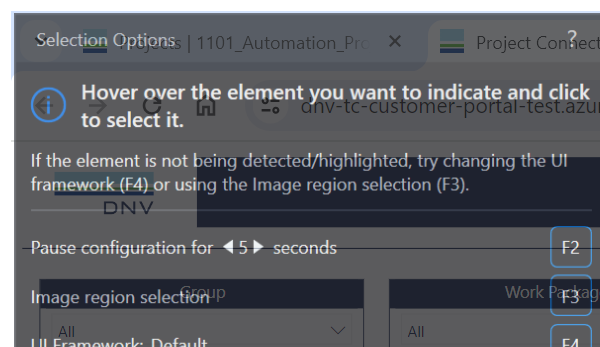 Selection Options
?
Projects | 1101_Automation_Pro
Project Connect
Hover over the element you want to indicate and click
to select it.
dnv-tc-customer-portal-test.azu
If the element is not being detected/highlighted, try changing the UI
framework (F4) or using the Image region selection (F3).
DNV
Pause configuration for 5 seconds
F2
Group
Work Packag
Image region selection
F3
All
All
UI Framework: Default
F4